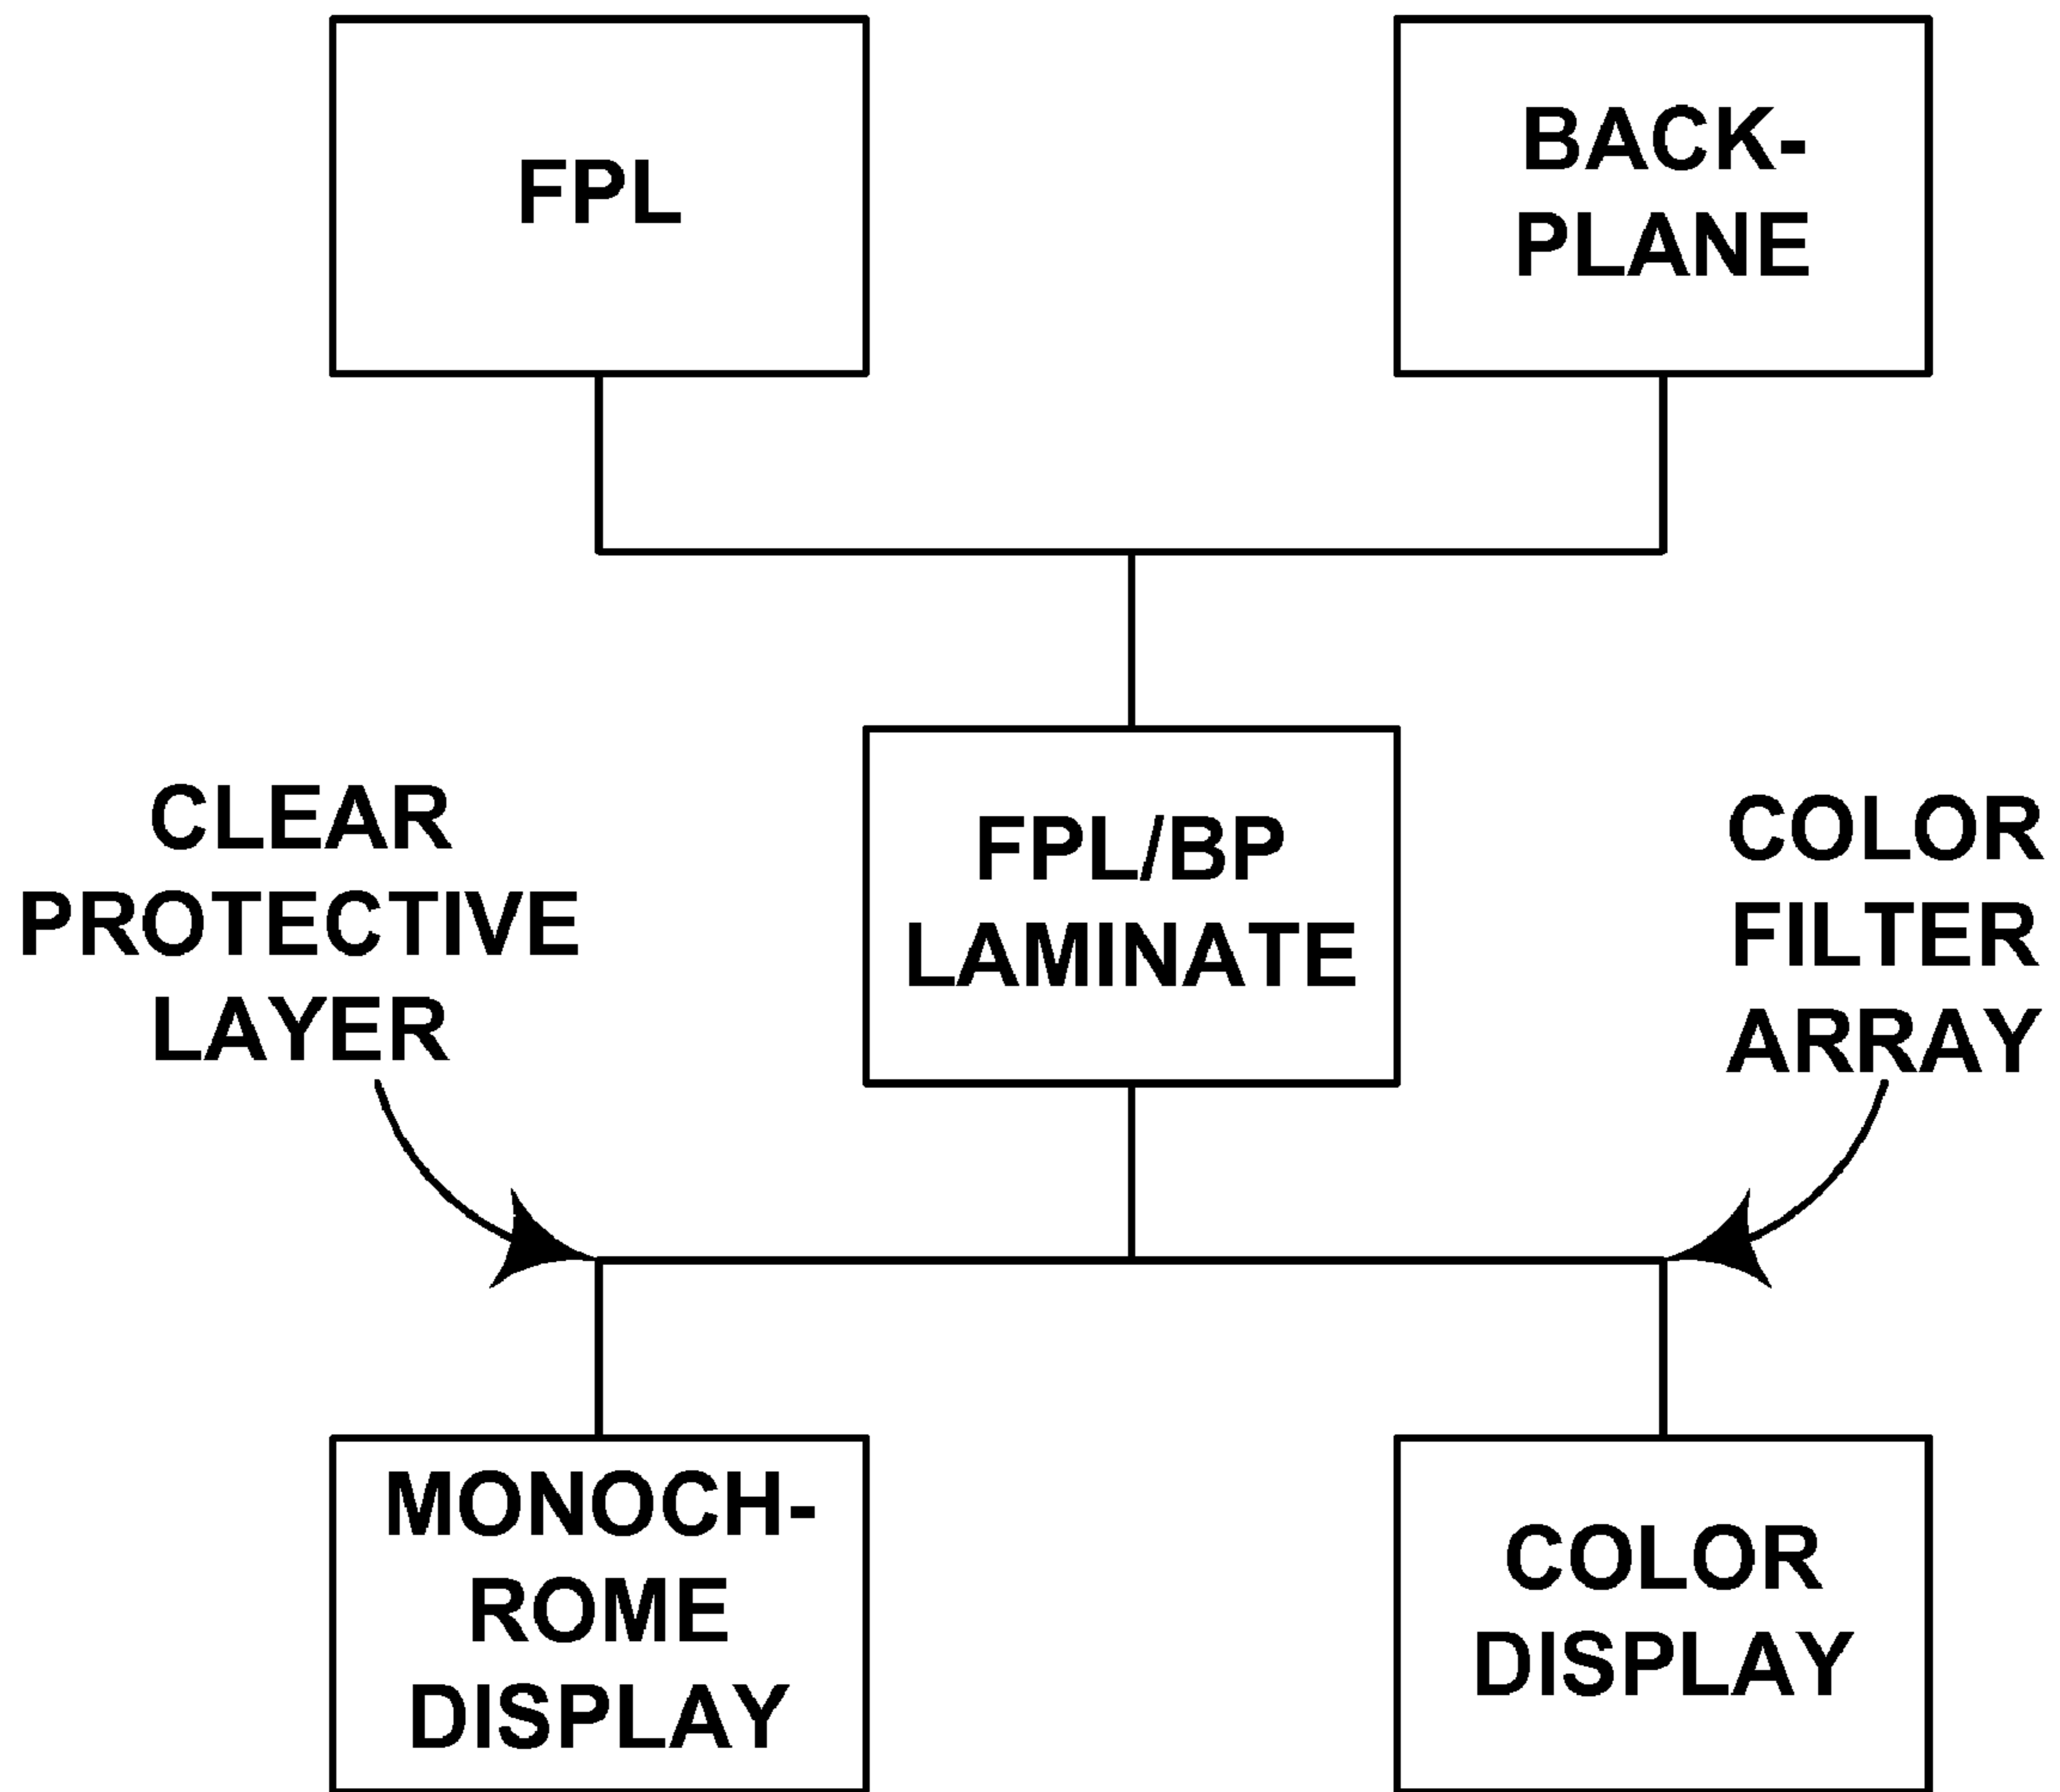 FPL
BACK-
PLANE
CLEAR
PROTECTIVE
LAYER
FPL/BP
LAMINATE
COLOR
FILTER
ARRAY
MONOCH-
ROME
DISPLAY
COLOR
DISPLAY